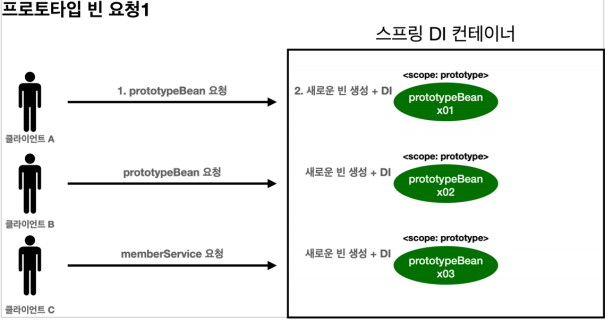 프로토타입 빈 요청1
스프링 DI 컨테이너
<scope: prototype>
1. prototypeBean 요청
2. 새로운 빈 생성 + DI
prototypeBean
x01
클라이언트 A
<scope: prototype>
prototypeBean 요청
새로운 빈 생성 + DI
prototypeBean
x02
클라이언트 B
<scope: prototype>
memberService 요청
새로운 빈 생성 + DI
prototypeBean
x03
클라이언트 C